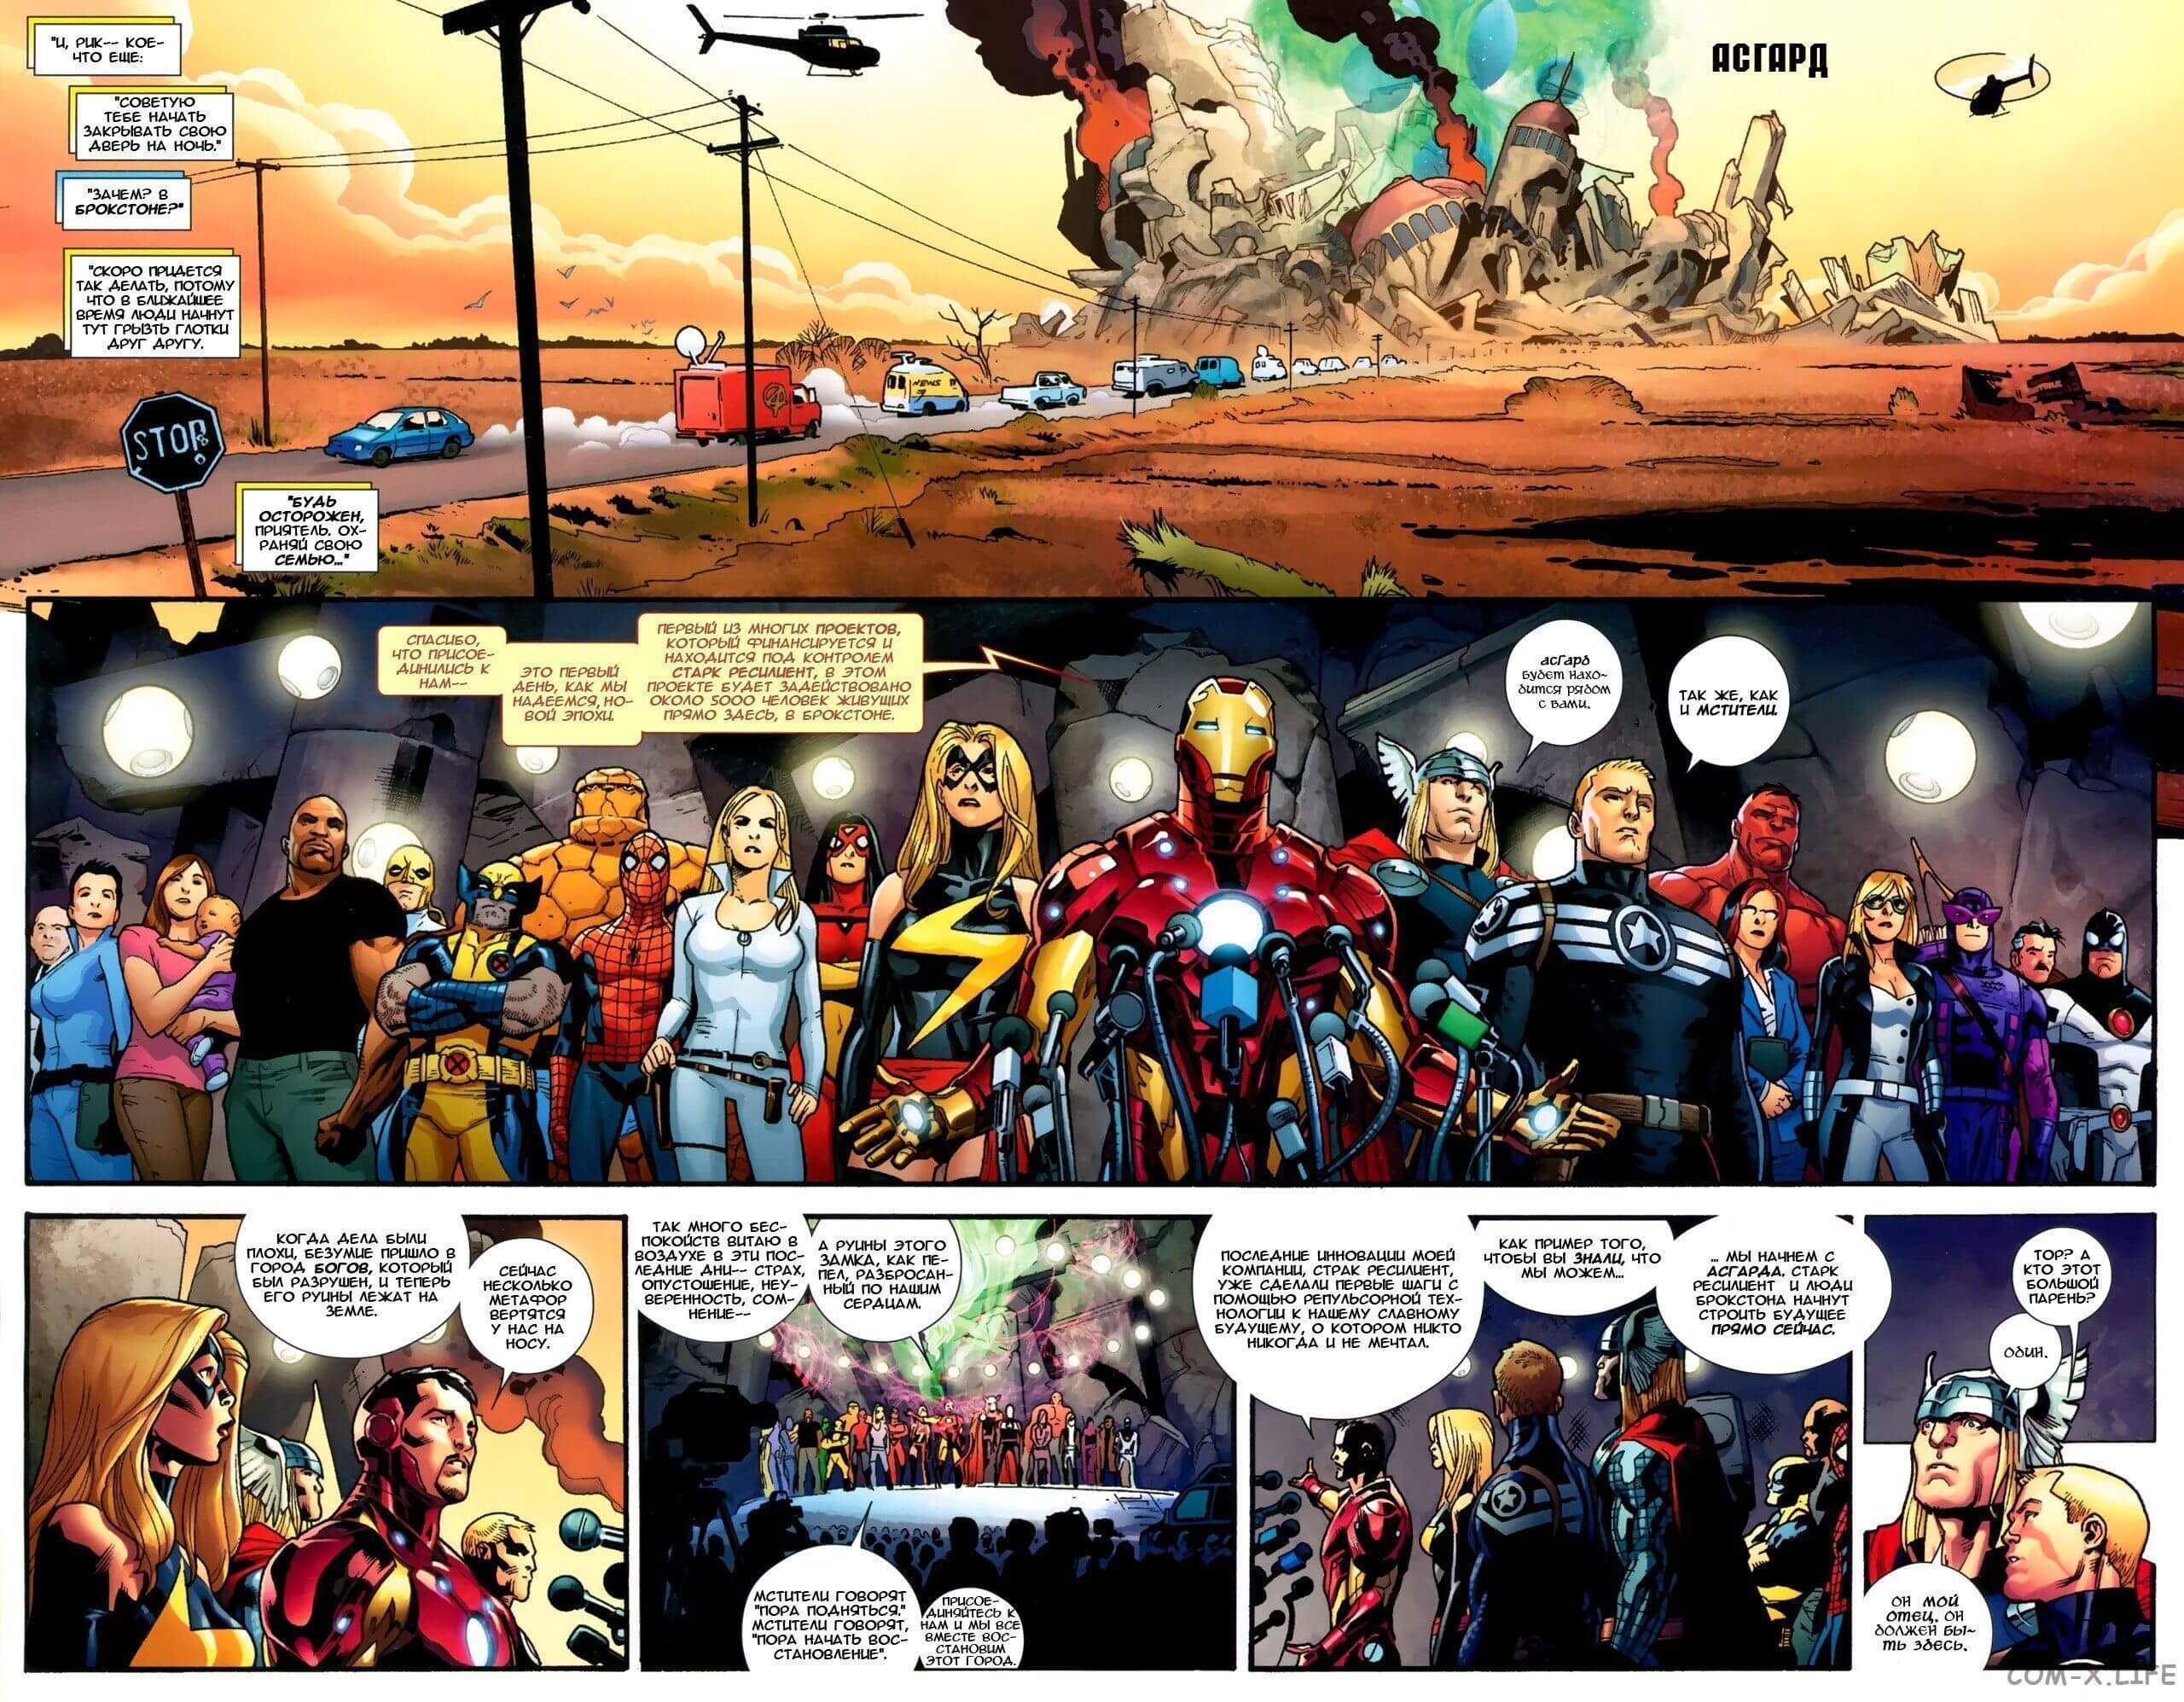 "И, РИК-- КОЕ-
ЧТО ЕЩЕ:
"СОВЕТУЮ
ТЕБЕ НАЧАТЬ
ЗАКРЫВАТЬ СВОЮ
ДВЕРЬ НА НОЧЬ."
"ЗАЧЕМ? В
БРОКСТОНЕ?"
"СКОРО ПРИДЕТСЯ
ТАК ДЕЛАТЬ, ПОТОМУ
ЧТО В БЛИЖАЙШЕЕ
ВРЕМЯ ЛЮДИ НАЧНУТ
ТУТ ГРЫЗТЬ ГЛОТКИ
ДРУГ ДРУГУ.
АСГАРД
NEWS
STOP
"БУДЬ
ОСТОРОЖЕН,
ПРИЯТЕЛЬ. ОХ-
РАНЯЙ СВОЮ
СЕМЬЮ..."
СПАСИБО,
ЧТО ПРИСОЕ-
ДИНИЛИСЬ К
НАМ--
ЭТО ПЕРВЫЙ
ДЕНЬ, КАК МЫ
НАДЕЕМСЯ, НО-
ВОЙ ЭПОХИ.
ПЕРВЫЙ ИЗ МНОГИХ ПРОЕКТОВ,
КОТОРЫЙ ФИНАНСИРУЕТСЯ И
НАХОДИТСЯ ПОД КОНТРОЛЕМ
СТАРК РЕСИЛИЕНТ, В ЭТОМ
ПРОЕКТЕ БУДЕТ ЗАДЕЙСТВОВАНО
ОКОЛО 5000 ЧЕЛОВЕК ЖИВУЩИХ
ПРЯМО ЗДЕСЬ, В БРОКСТОНЕ.
АСГАРД
БУДЕТ НАХО-
ДИТСЯ РЯДОМ
С ВАМИ.
ТАК ЖЕ, КАК
И МСТИТЕЛИ.
КОГДА ДЕЛА БЫЛИ
ПЛОХИ, БЕЗУМИЕ ПРИШЛО В
ГОРОД БОГОВ, КОТОРЫЙ
БЫЛ РАЗРУШЕН, И ТЕПЕРЬ
ЕГО РУИНЫ ЛЕЖАТ НА
ЗЕМЛЕ.
СЕЙЧАС
НЕСКОЛЬКО
МЕТАФОР
ВЕРТЯТСЯ
У НАС НА
НОСУ.
ТАК МНОГО БЕС-
ПОКОЙСТВ ВИТАЮ В
ВОЗДУХЕ В ЭТИ ПОС-
ЛЕДНИЕ ДНИ-- СТРАХ,
ОПУСТОШЕНИЕ, НЕУ-
ВЕРЕННОСТЬ, СОМ-
НЕНИЕ--
А РУИНЫ ЭТОГО
ЗАМКА, КАК ПЕ-
ПЕЛ, РАЗБРОСАН-
НЫЙ ПО НАШИМ
СЕРДЦАМ.
МСТИТЕЛИ ГОВОРЯТ
"ПОРА ПОДНЯТЬСЯ."
МСТИТЕЛИ ГОВОРЯТ,
"ПОРА НАЧАТЬ ВОС-
СТАНОВЛЕНИЕ".
ПРИСОЕ-
ДИНЯЙТЕСЬ К
НАМ И МЫ ВСЕ
ВМЕСТЕ ВОС-
СТАНОВИМ
ЭТОТ ГОРОД.
ПОСЛЕДНИЕ ИННОВАЦИИ МОЕЙ
КОМПАНИИ, СТРАК РЕСИЛИЕНТ,
УЖЕ СДЕЛАЛИ ПЕРВЫЕ ШАГИ С
ПОМОЩЬЮ РЕПУЛЬСОРНОЙ ТЕХ-
НОЛОГИИ К НАШЕМУ СЛАВНОМУ
БУДУЩЕМУ, О КОТОРОМ НИКТО
НИКОГДА И НЕ МЕЧТАЛ.
КАК ПРИМЕР ТОГО,
ЧТОБЫ ВЫ ЗНАЛИ, ЧТО
МЫ МОЖЕМ...
... МЫ НАЧНЕМ С
АСГАРДА. СТАРК
РЕСИЛИЕНТ И ЛЮДИ
БРОКСТОНА НАЧНУТ
СТРОИТЬ БУДУЩЕЕ
ПРЯМО СЕЙЧАС.
ТОР? А
КТО ЭТОТ
БОЛЬШОЙ
ПАРЕНЬ?
ОДИН.
ОН МОЙ
ОТЕЦ. ОН
ДОЛЖЕН БЫ-
ТЬ ЗДЕСЬ.
COM-X.LIFE